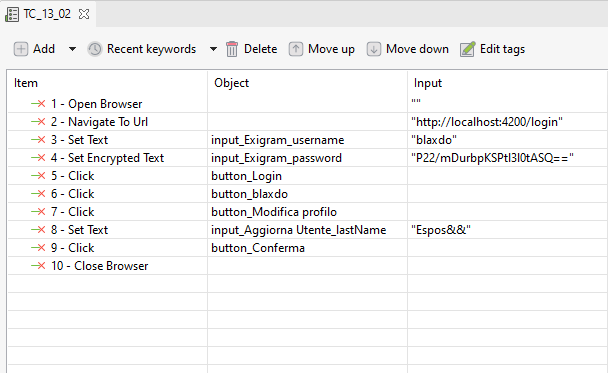 TC_13_02
Add Recent keywords Delete Move up Move down Edit tags
Item Object Input
1 - Open Browser ""
2 - Navigate To Url "http://localhost:4200/login"
3 - Set Text input_Exigram_username "blaxdo"
4 - Set Encrypted Text input_Exigram_password "P22/mDurbpKSPtI3I0tASQ=="
5 - Click button_Login
6 - Click button_blaxdo
7 - Click button_Modifica profilo
8 - Set Text input_Aggiorna Utente_lastName "Espos&&"
9 - Click button_Conferma
10 - Close Browser